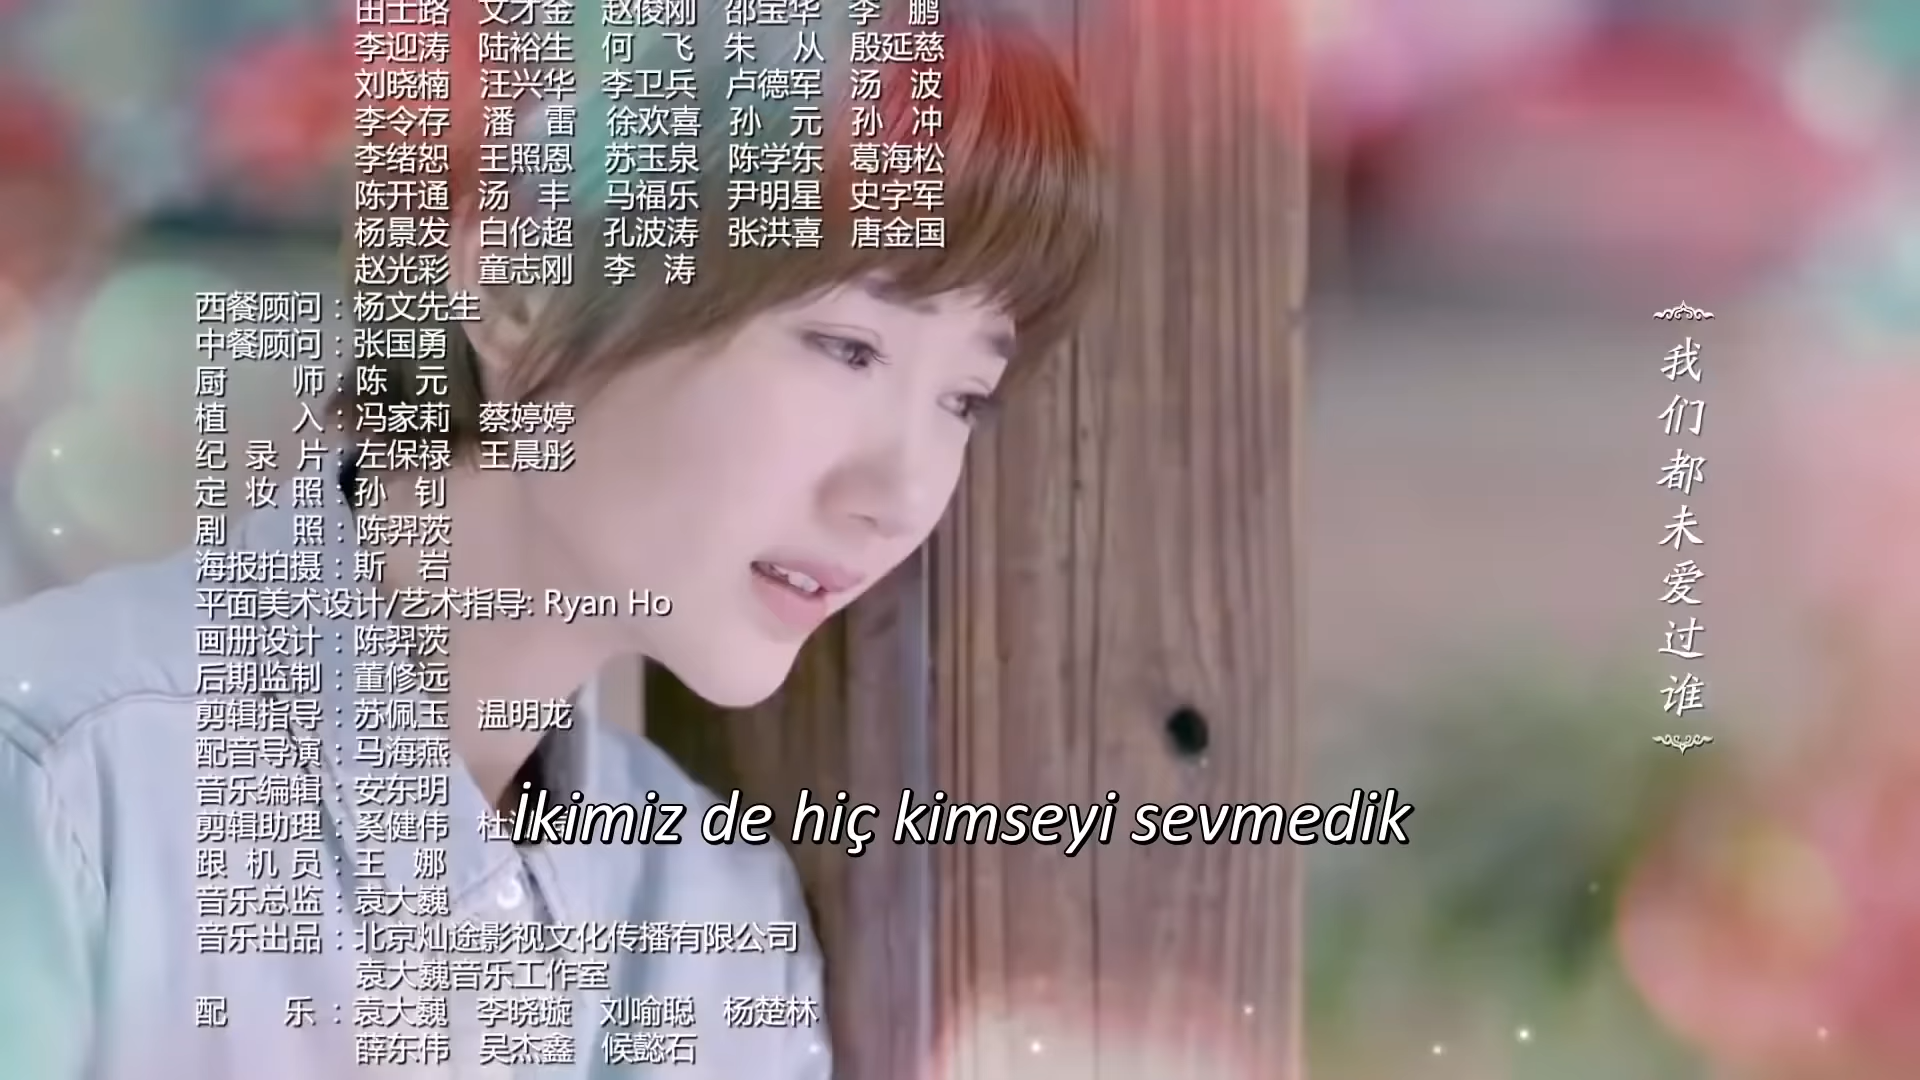 田士路 文才金 赵俊刚 邵宝华 李 鹏
李迎涛 陆裕生 何 飞 朱 从 殷延慈
刘晓楠 汪兴华 李卫兵 卢德军 汤 波
李令存 潘 雷 徐欢喜 孙 元 孙 冲
李绪恕 王照恩 苏玉泉 陈学东 葛海松
陈开通 汤 丰 马福乐 尹明星 史字军
杨景发 白伦超 孔波涛 张洪喜 唐金国
赵光彩 童志刚 李 涛
西餐顾问：杨文先生
中餐顾问：张国勇
厨 师：陈 元
植 入：冯家莉 蔡婷婷
纪 录 片：左保禄 王晨彤
定 妆 照：孙 钊
剧 照：陈羿茨
海报拍摄：斯 岩
平面美术设计/艺术指导: Ryan Ho
画册设计：陈羿茨
后期监制：董修远
剪辑指导：苏佩玉 温明龙
配音导演：马海燕
音乐编辑：安东明
剪辑助理：奚健伟 杜
跟 机 员：王 娜
音乐总监：袁大巍
音乐出品：北京灿途影视文化传播有限公司
袁大巍音乐工作室
配 乐：袁大巍 李晓璇 刘喻聪 杨楚林
薛东伟 吴杰鑫 候懿石
我们都未爱过谁
İkimiz de hiç kimseyi sevmedik